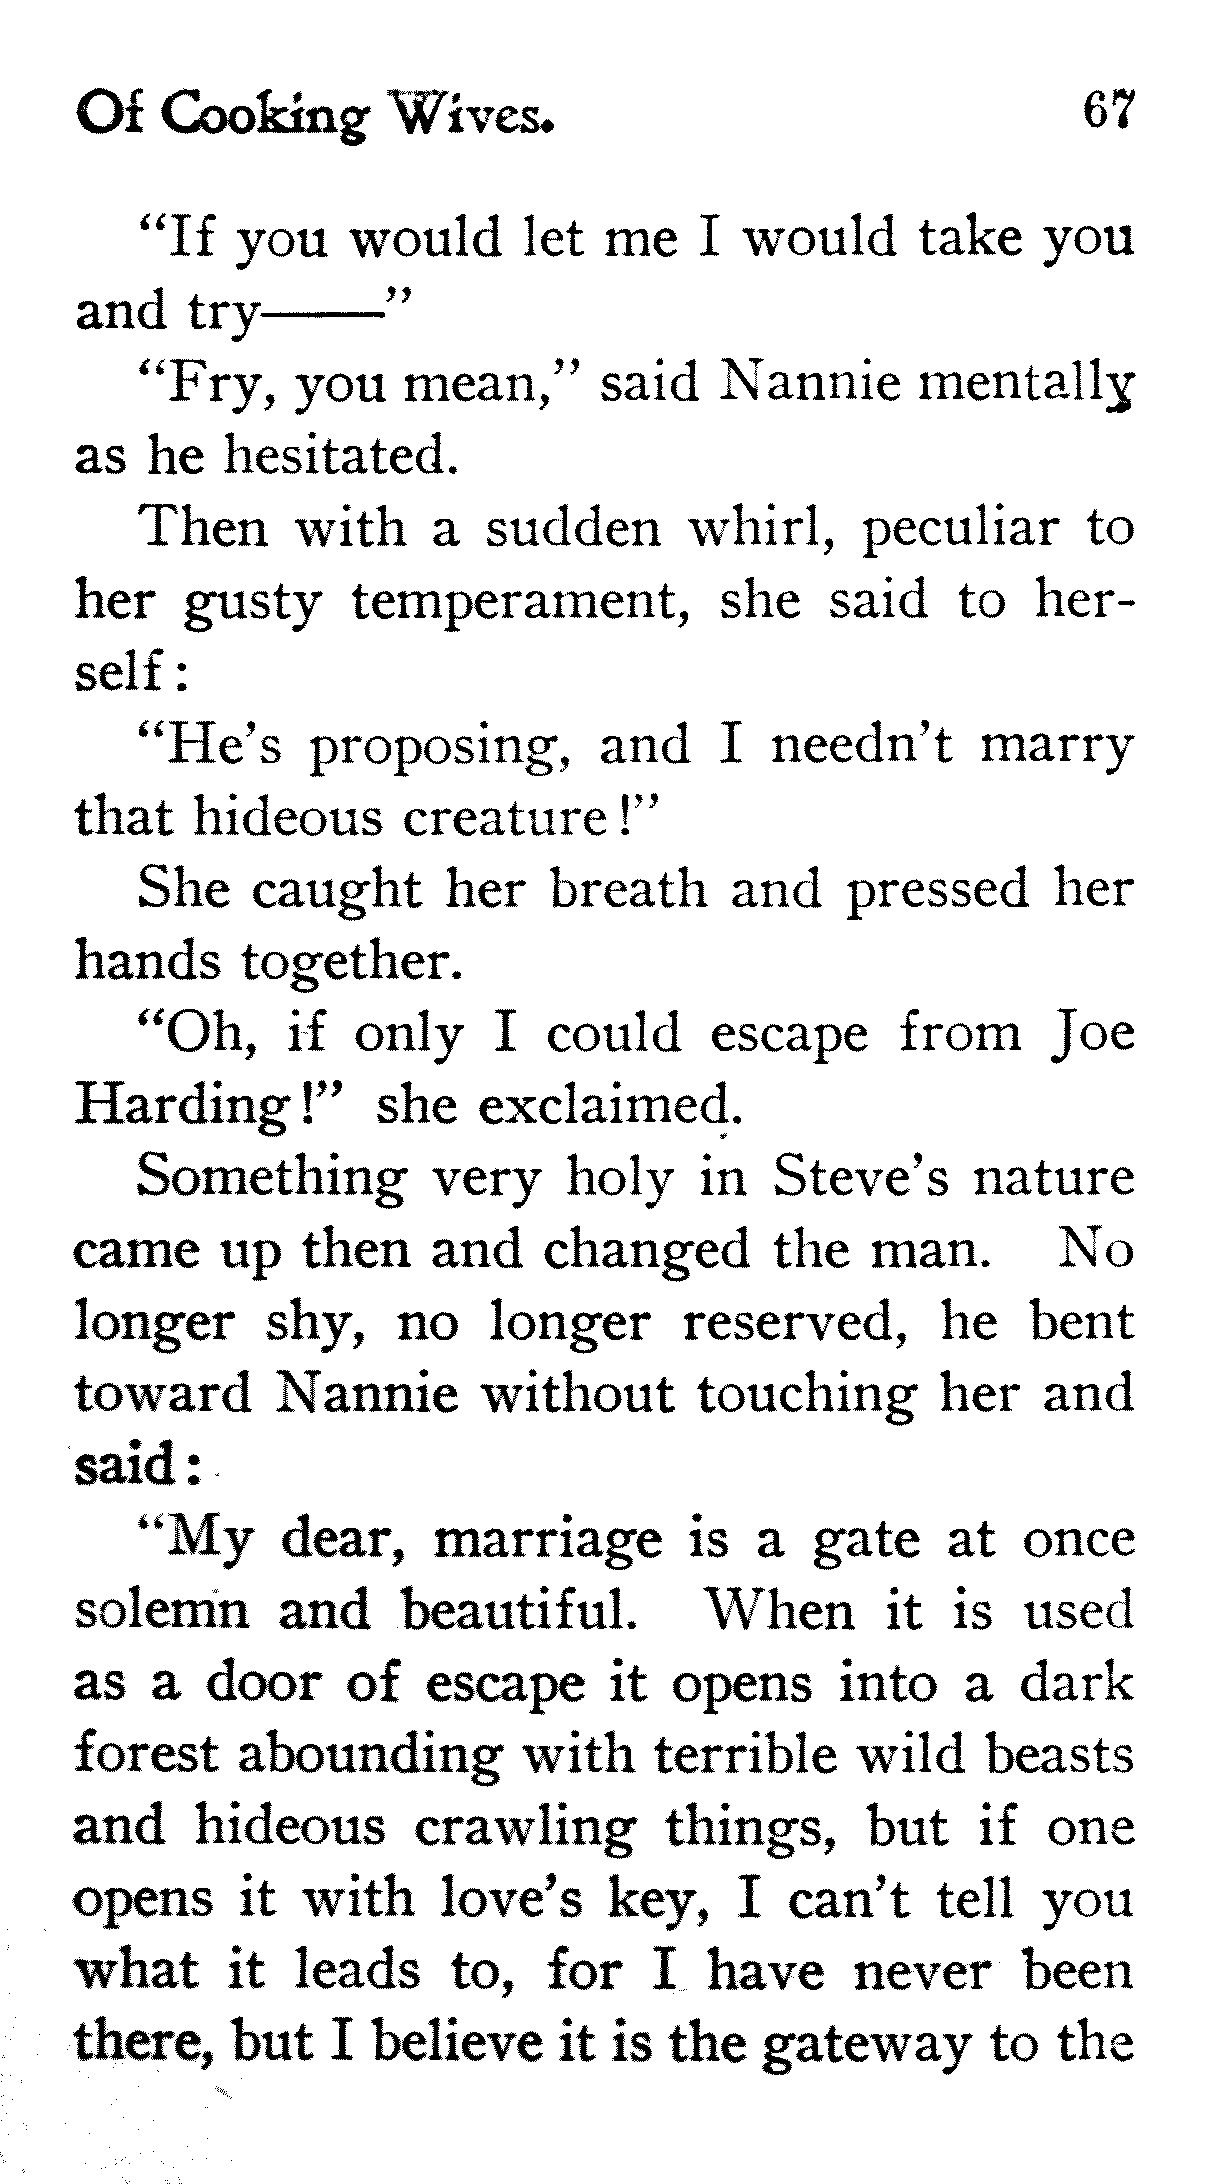 Of Cooking Wives. 67
"If you would let me I would take you
and try——"
"Fry, you mean," said Nannie mentally
as he hesitated.
Then with a sudden whirl, peculiar to
her gusty temperament, she said to her-
self:
"He's proposing, and I needn't marry
that hideous creature!"
She caught her breath and pressed her
hands together.
"Oh, if only I could escape from Joe
Harding!" she exclaimed.
Something very holy in Steve's nature
came up then and changed the man. No
longer shy, no longer reserved, he bent
toward Nannie without touching her and
said:
"My dear, marriage is a gate at once
solemn and beautiful. When it is used
as a door of escape it opens into a dark
forest abounding with terrible wild beasts
and hideous crawling things, but if one
opens it with love's key, I can't tell you
what it leads to, for I have never been
there, but I believe it is the gateway to the